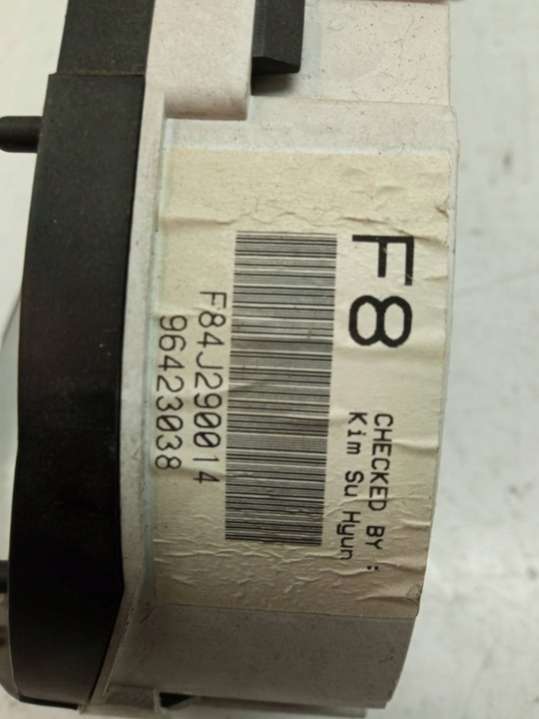 F8
CHECKED BY :
Kim Su Hyun
F84J290014
96423038